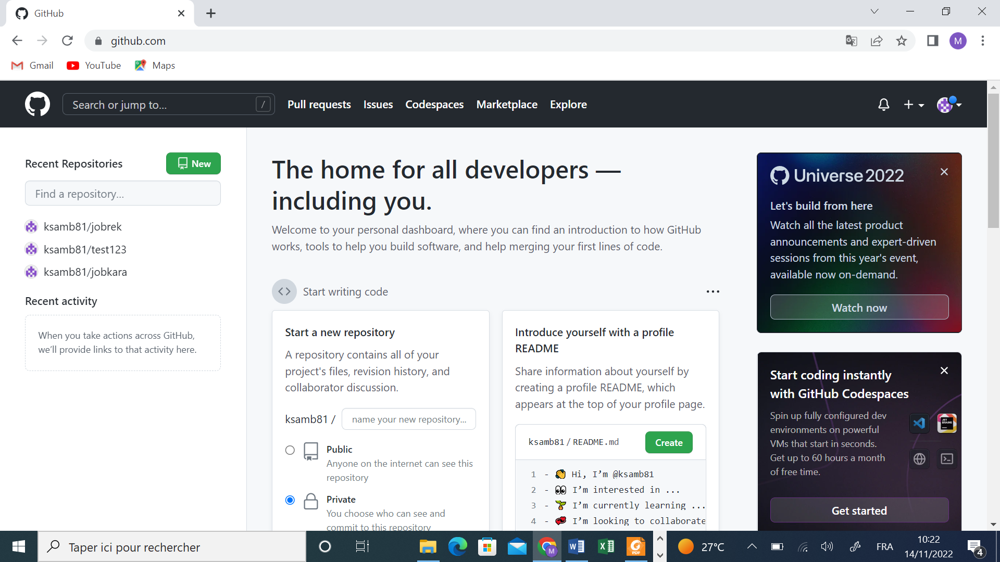 GitHub
github.com
M
Gmail
YouTube
Maps
Search or jump to...
/
Pull requests
Issues
Codespaces
Marketplace
Explore
Recent Repositories
New
Find a repository...
ksamb81/jobrek
ksamb81/test123
ksamb81/jobkara
Recent activity
When you take actions across GitHub,
we’ll provide links to that activity here.
The home for all developers —
including you.
Welcome to your personal dashboard, where you can find an introduction to how GitHub
works, tools to help you build software, and help merging your first lines of code.
Start writing code
Start a new repository
A repository contains all of your
project's files, revision history, and
collaborator discussion.
ksamb81 /
name your new repository...
Public
Anyone on the internet can see this
repository
Private
You choose who can see and
commit to this repository
Introduce yourself with a profile
README
Share information about yourself by
creating a profile README, which
appears at the top of your profile page.
ksamb81 / README.md
Create
1 - 👋 Hi, I’m @ksamb81
2 - 👀 I’m interested in ...
3 - 🌱 I’m currently learning ...
4 - 💞️ I’m looking to collaborate
Universe 2022
Let's build from here
Watch all the latest product
announcements and expert-driven
sessions from this year's event,
available now on-demand.
Watch now
Start coding instantly
with GitHub Codespaces
Spin up fully configured dev
environments on powerful
VMs that start in seconds.
Get up to 60 hours a month
of free time.
JET
BRAINS
Get started
Taper ici pour rechercher
M
PDF
27°C
FRA
10:22
14/11/2022
4